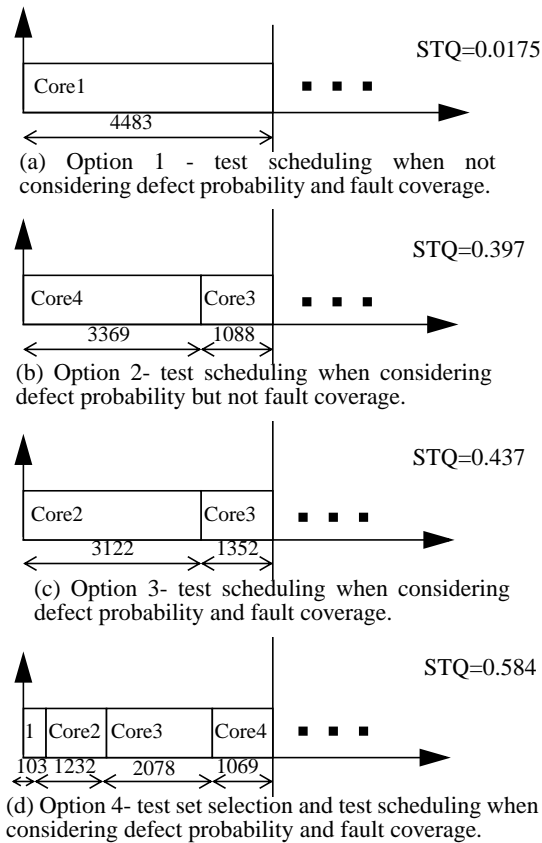 STQ=0.0175
Core1
4483
(a) Option 1 - test scheduling when not
considering defect probability and fault coverage.
STQ=0.397
Core4 Core3
3369 1088
(b) Option 2- test scheduling when considering
defect probability but not fault coverage.
STQ=0.437
Core2 Core3
3122 1352
(c) Option 3- test scheduling when considering
defect probability and fault coverage.
STQ=0.584
1 Core2 Core3 Core4
103 1232 2078 1069
(d) Option 4- test set selection and test scheduling when
considering defect probability and fault coverage.